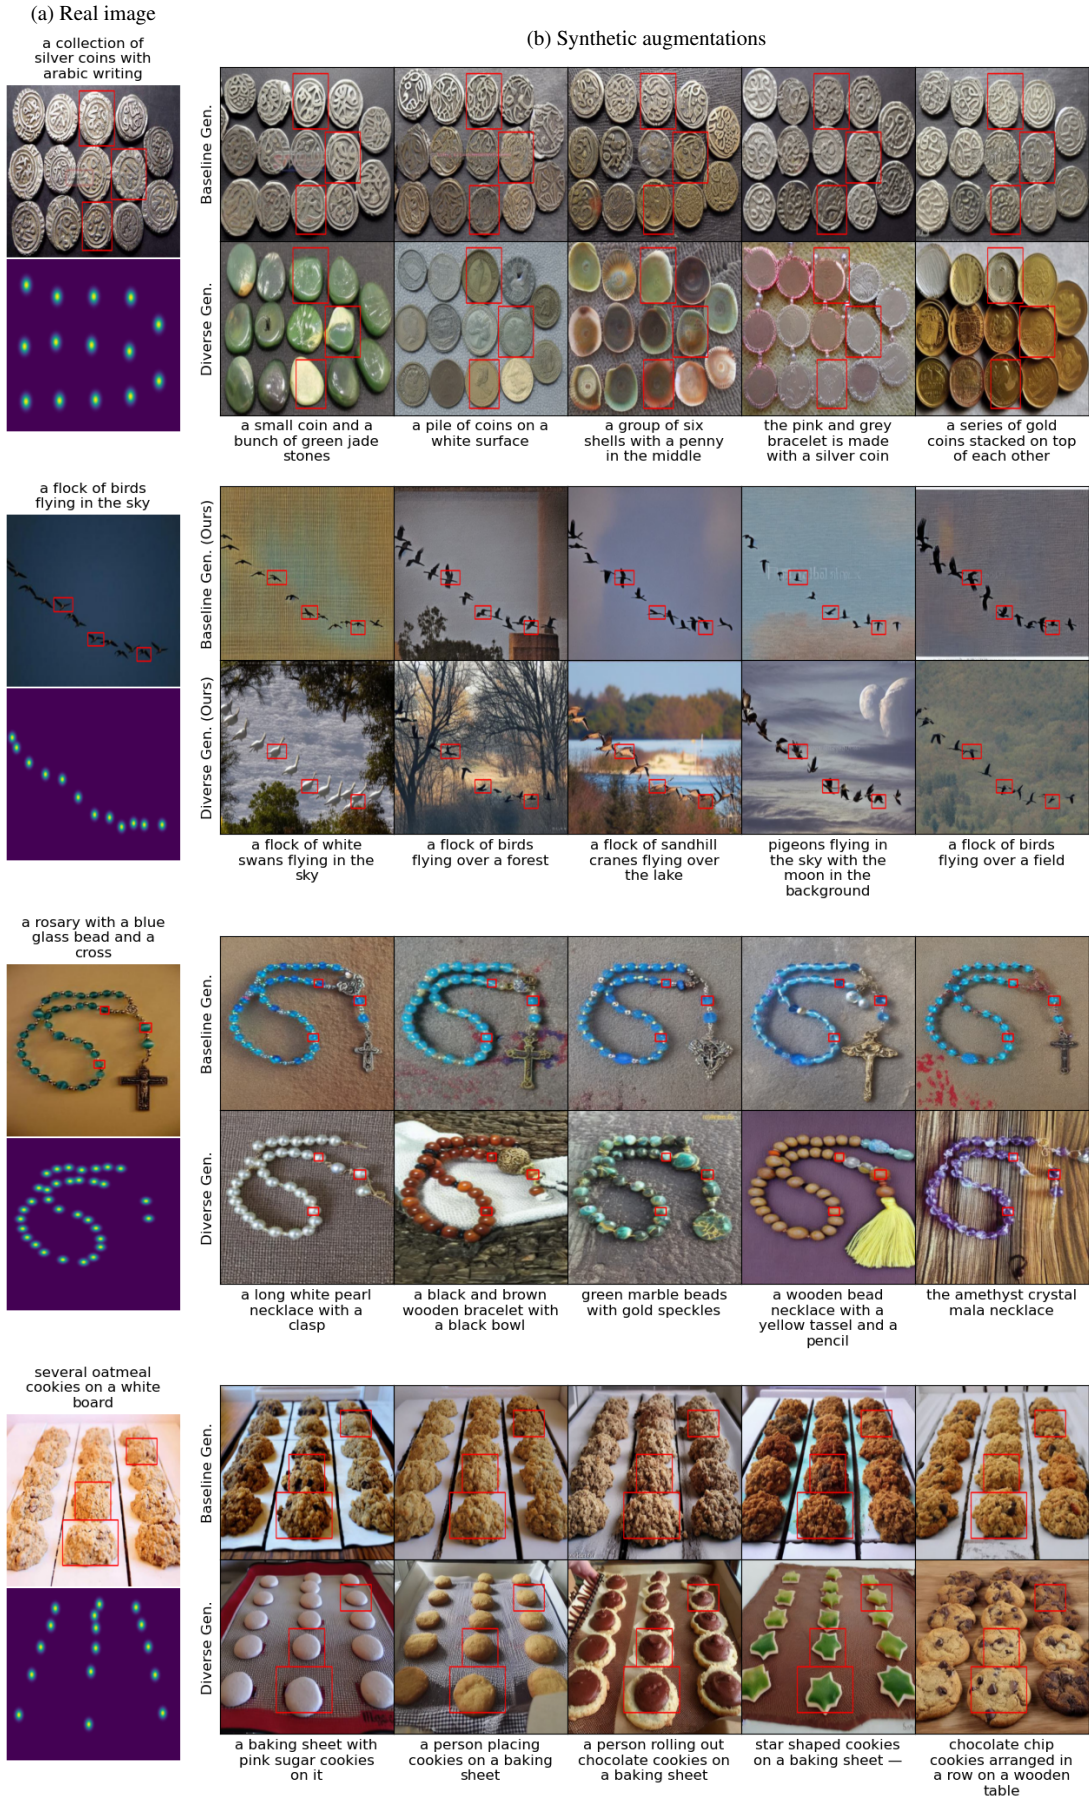 (a) Real image
(b) Synthetic augmentations
a collection of
silver coins with
arabic writing
Baseline Gen.
Diverse Gen.
a small coin and a
bunch of green jade
stones
a pile of coins on a
white surface
a group of six
shells with a penny
in the middle
the pink and grey
bracelet is made
with a silver coin
a series of gold
coins stacked on top
of each other
a flock of birds
flying in the sky
Baseline Gen. (Ours)
Diverse Gen. (Ours)
a flock of white
swans flying in the
sky
a flock of birds
flying over a forest
a flock of sandhill
cranes flying over
the lake
pigeons flying in
the sky with the
moon in the
background
a flock of birds
flying over a field
a rosary with a blue
glass bead and a
cross
Baseline Gen.
Diverse Gen.
a long white pearl
necklace with a
clasp
a black and brown
wooden bracelet with
a black bowl
green marble beads
with gold speckles
a wooden bead
necklace with a
yellow tassel and a
pencil
the amethyst crystal
mala necklace
several oatmeal
cookies on a white
board
Baseline Gen.
Diverse Gen.
a baking sheet with
pink sugar cookies
on it
a person placing
cookies on a baking
sheet
a person rolling out
chocolate cookies on
a baking sheet
star shaped cookies
on a baking sheet —
chocolate chip
cookies arranged in
a row on a wooden
table